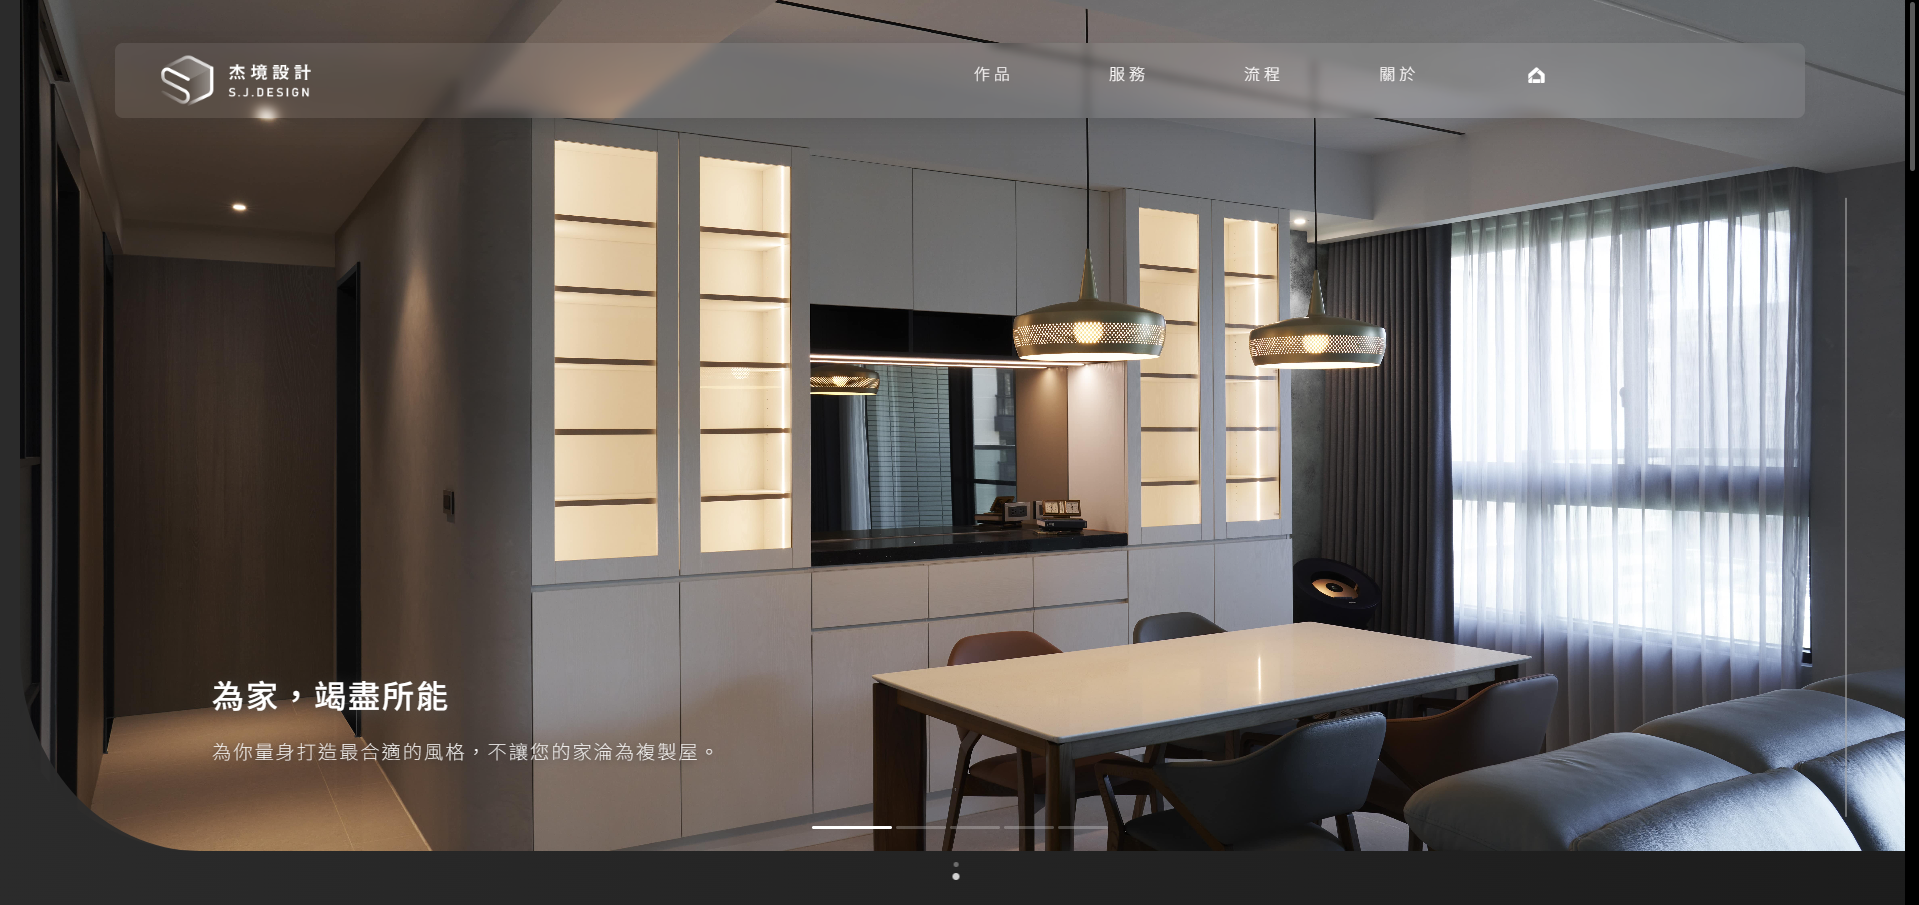 杰境設計
S.J.DESIGN
作品
服務
流程
關於
為家，竭盡所能
為你量身打造最合適的風格，不讓您的家淪為複製屋。